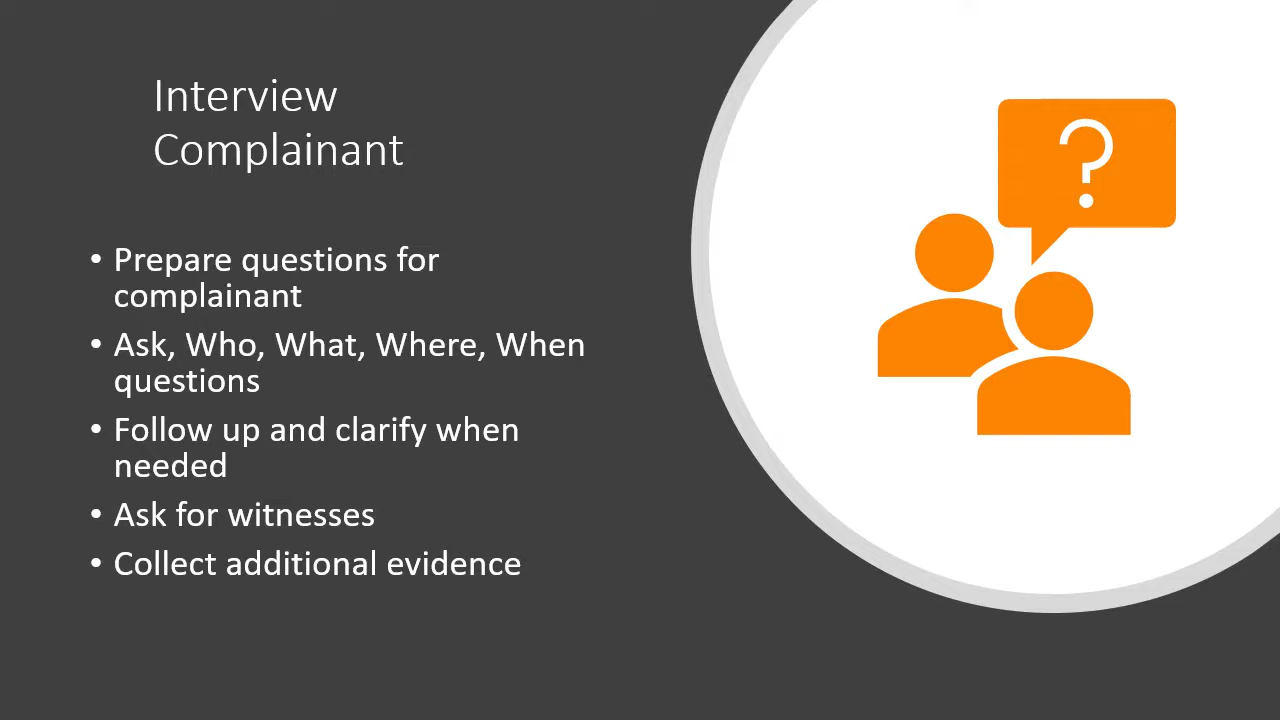 Interview
Complainant
• Prepare questions for
complainant
• Ask, Who, What, Where, When
questions
• Follow up and clarify when
needed
• Ask for witnesses
• Collect additional evidence
?